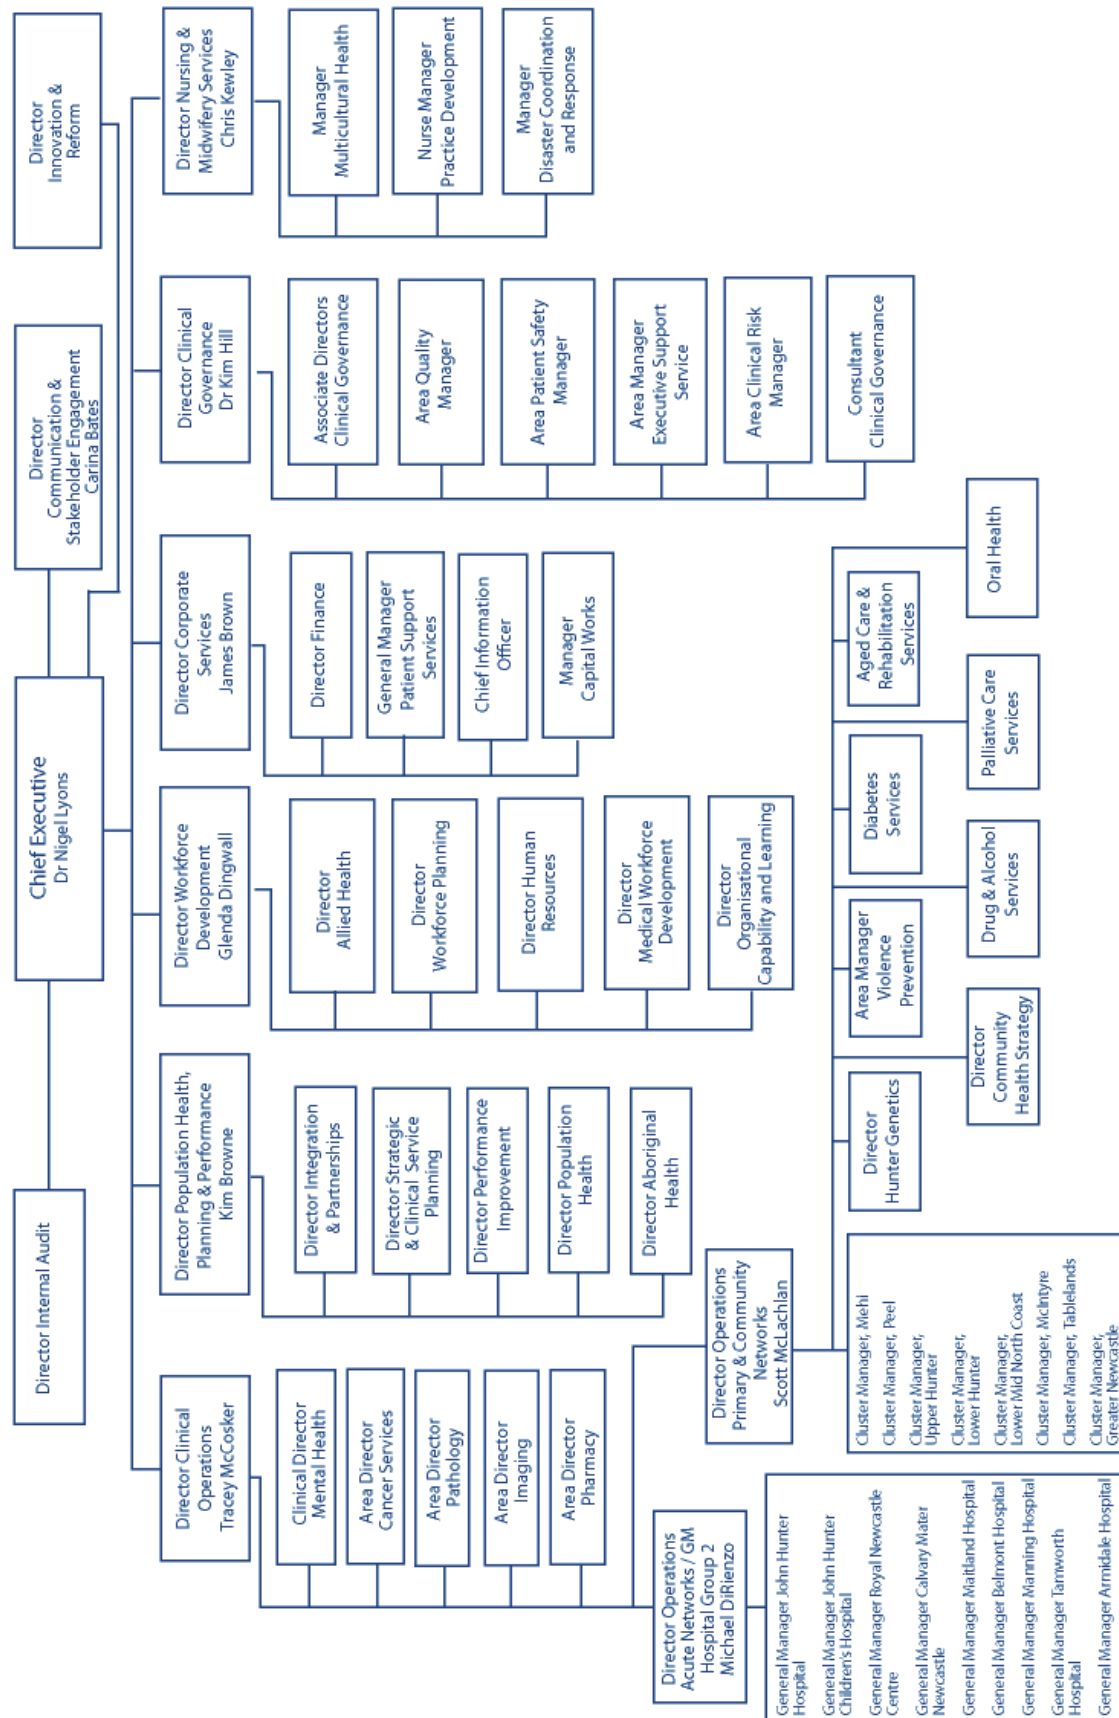 Chief Executive
Dr Nigel Lyons
Director Internal Audit
Director
Communication &
Stakeholder Engagement
Carina Bates
Director
Innovation &
Reform
Director Clinical
Operations
Tracey McCosker
Director Population Health,
Planning & Performance
Kim Browne
Director Workforce
Development
Glenda Dingwall
Director Corporate
Services
James Brown
Director Clinical
Governance
Dr Kim Hill
Director Nursing &
Midwifery Services
Chris Kewley
Clinical Director
Mental Health
Area Director
Cancer Services
Area Director
Pathology
Area Director
Imaging
Area Director
Pharmacy
Director Integration
& Partnerships
Director Strategic
& Clinical Service
Planning
Director Performance
Improvement
Director Population
Health
Director Aboriginal
Health
Director
Allied Health
Director
Workforce Planning
Director Human
Resources
Director
Medical Workforce
Development
Director
Organisational
Capability and Learning
Director Finance
General Manager
Patient Support
Services
Chief Information
Officer
Manager
Capital Works
Associate Directors
Clinical Governance
Area Quality
Manager
Area Patient Safety
Manager
Area Manager
Executive Support
Service
Area Clinical Risk
Manager
Consultant
Clinical Governance
Manager
Multicultural Health
Nurse Manager
Practice Development
Manager
Disaster Coordination
and Response
Director Operations
Acute Networks / GM
Hospital Group 2
Michael DiRienzo
Director Operations
Primary & Community
Networks
Scott McLachlan
General Manager John Hunter
Hospital
General Manager John Hunter
Children's Hospital
General Manager Royal Newcastle
Centre
General Manager Calvary Mater
Newcastle
General Manager Maitland Hospital
General Manager Belmont Hospital
General Manager Manning Hospital
General Manager Tamworth
Hospital
General Manager Armidale Hospital
Cluster Manager, Mehi
Cluster Manager, Peel
Cluster Manager,
Upper Hunter
Cluster Manager,
Lower Hunter
Cluster Manager,
Lower Mid North Coast
Cluster Manager, McIntyre
Cluster Manager, Tablelands
Cluster Manager,
Greater Newcastle
Director
Hunter Genetics
Area Manager
Violence
Prevention
Diabetes
Services
Aged Care &
Rehabilitation
Services
Director
Community
Health Strategy
Drug & Alcohol
Services
Palliative Care
Services
Oral Health